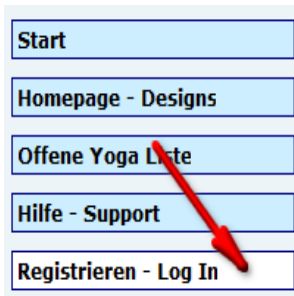 Start
Homepage - Designs
Offene Yoga Liste
Hilfe - Support
Registrieren - Log In